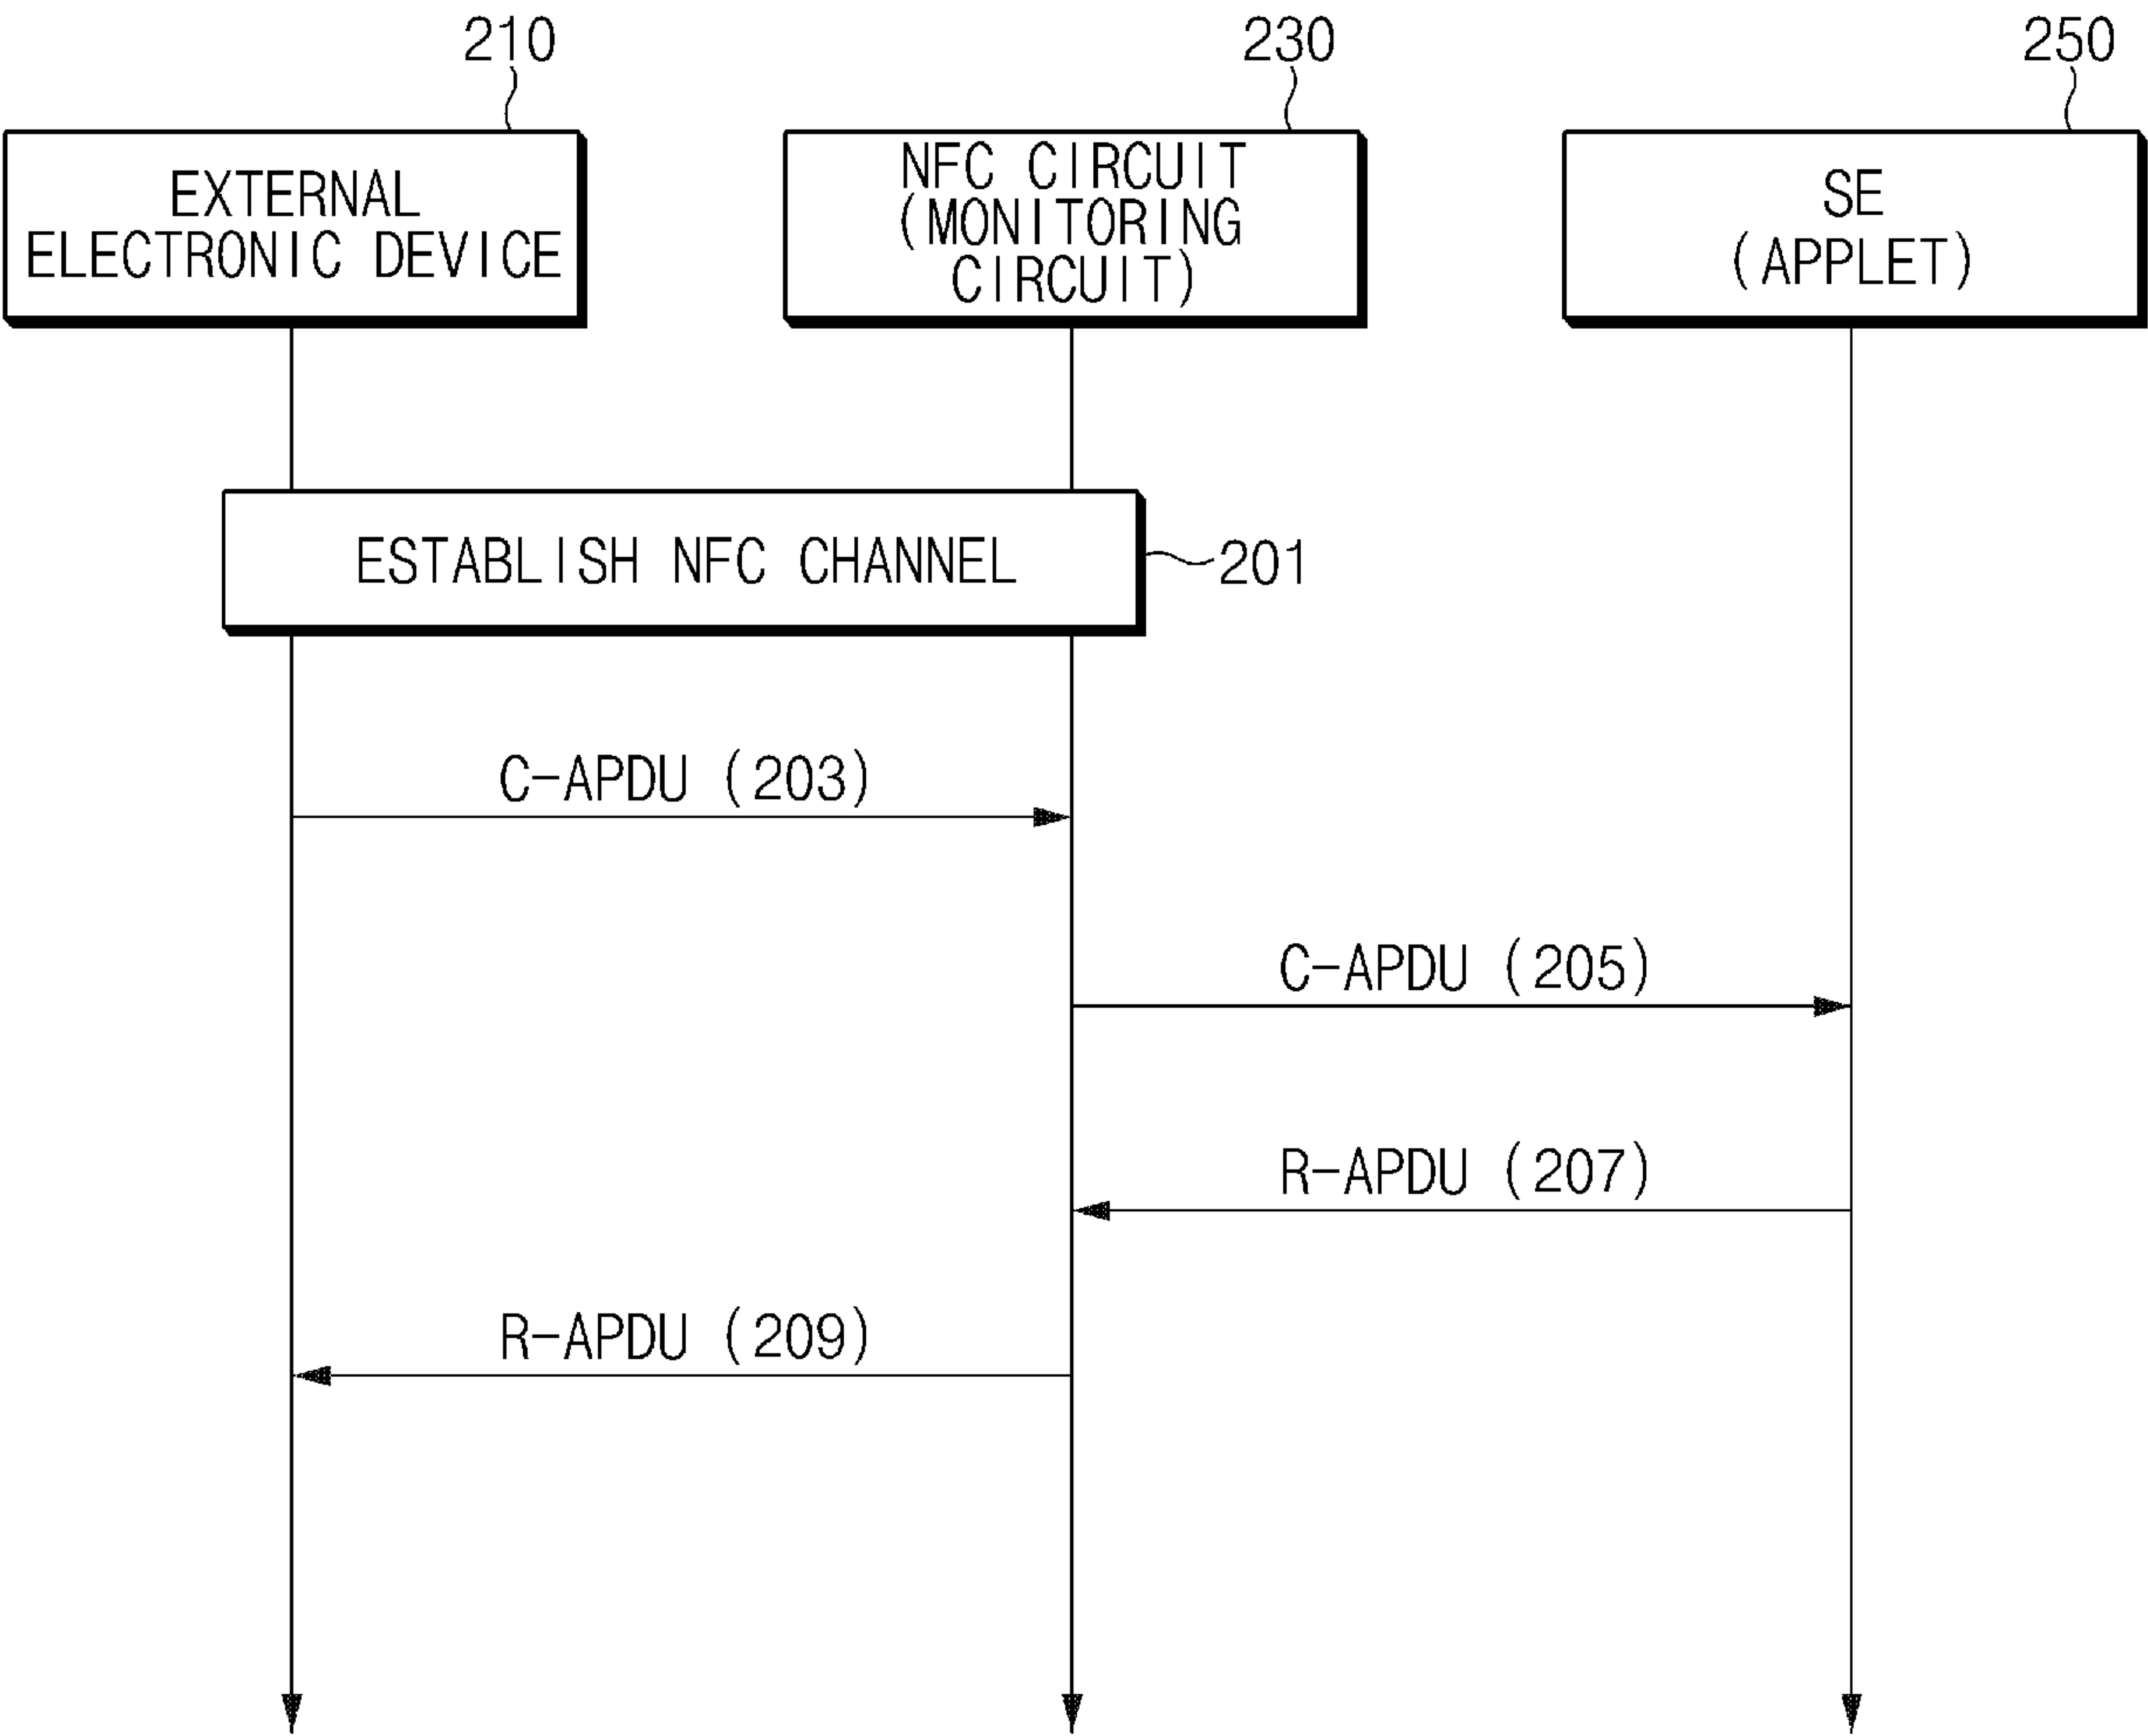 210
230
250
EXTERNAL
ELECTRONIC DEVICE
NFC CIRCUIT
(MONITORING
CIRCUIT)
SE
(APPLET)
ESTABLISH NFC CHANNEL
201
C-APDU (203)
C-APDU (205)
R-APDU (207)
R-APDU (209)